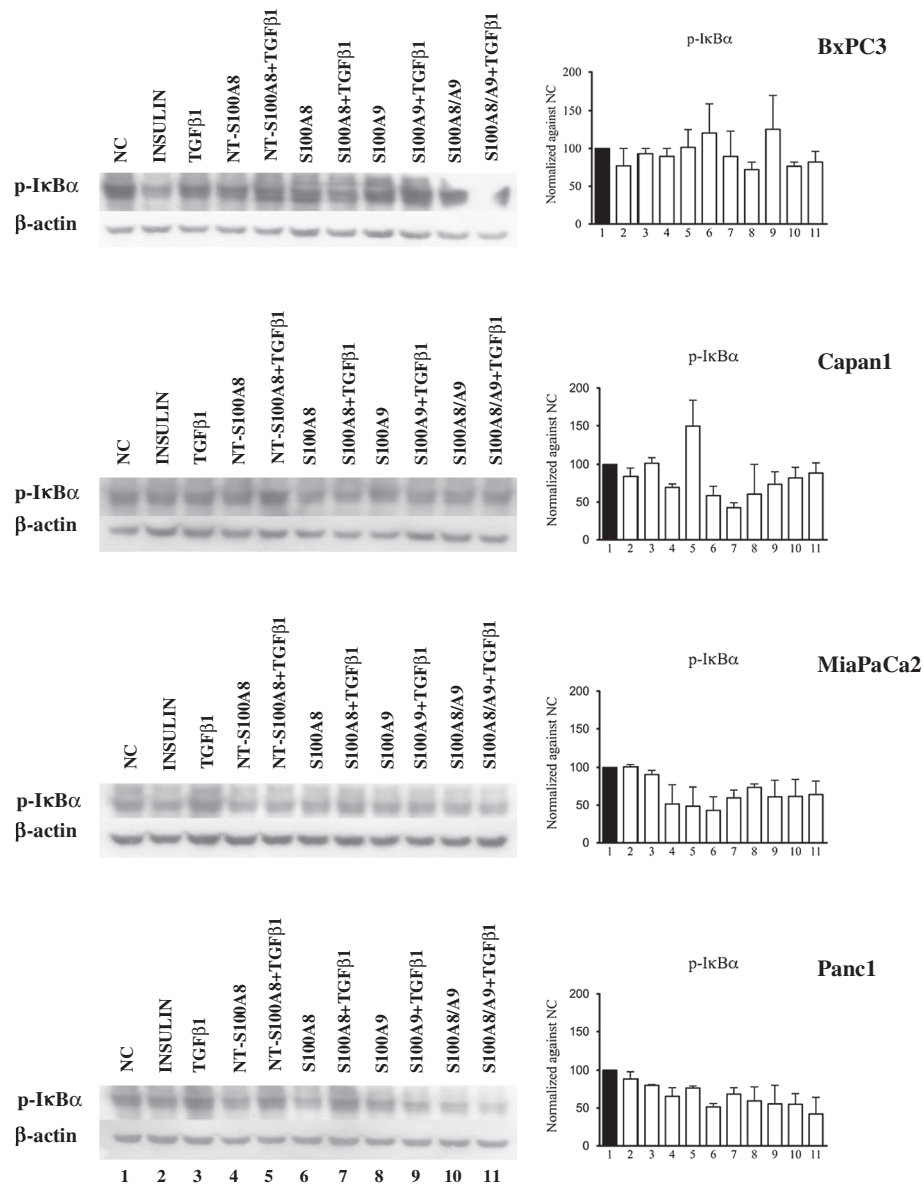 NC
INSULIN
TGFβ1
NT-S100A8
NT-S100A8+TGFβ1
S100A8
S100A8+TGFβ1
S100A9
S100A9+TGFβ1
S100A8/A9
S100A8/A9+TGFβ1
p-IκBα
β-actin
p-IκBα
BxPC3
Normalized against NC
200
150
100
50
0
1 2 3 4 5 6 7 8 9 10 11
NC
INSULIN
TGFβ1
NT-S100A8
NT-S100A8+TGFβ1
S100A8
S100A8+TGFβ1
S100A9
S100A9+TGFβ1
S100A8/A9
S100A8/A9+TGFβ1
p-IκBα
β-actin
p-IκBα
Capan1
Normalized against NC
200
150
100
50
0
1 2 3 4 5 6 7 8 9 10 11
NC
INSULIN
TGFβ1
NT-S100A8
NT-S100A8+TGFβ1
S100A8
S100A8+TGFβ1
S100A9
S100A9+TGFβ1
S100A8/A9
S100A8/A9+TGFβ1
p-IκBα
β-actin
p-IκBα
MiaPaCa2
Normalized against NC
200
150
100
50
0
1 2 3 4 5 6 7 8 9 10 11
NC
INSULIN
TGFβ1
NT-S100A8
NT-S100A8+TGFβ1
S100A8
S100A8+TGFβ1
S100A9
S100A9+TGFβ1
S100A8/A9
S100A8/A9+TGFβ1
p-IκBα
β-actin
1 2 3 4 5 6 7 8 9 10 11
p-IκBα
Panc1
Normalized against NC
200
150
100
50
0
1 2 3 4 5 6 7 8 9 10 11